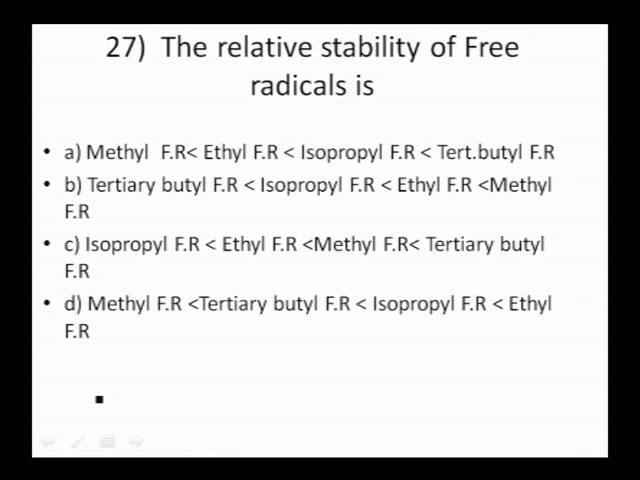 27) The relative stability of Free
radicals is
• a) Methyl F.R< Ethyl F.R < Isopropyl F.R < Tert.butyl F.R
• b) Tertiary butyl F.R < Isopropyl F.R < Ethyl F.R <Methyl
F.R
• c) Isopropyl F.R < Ethyl F.R <Methyl F.R< Tertiary butyl
F.R
• d) Methyl F.R <Tertiary butyl F.R < Isopropyl F.R < Ethyl
F.R